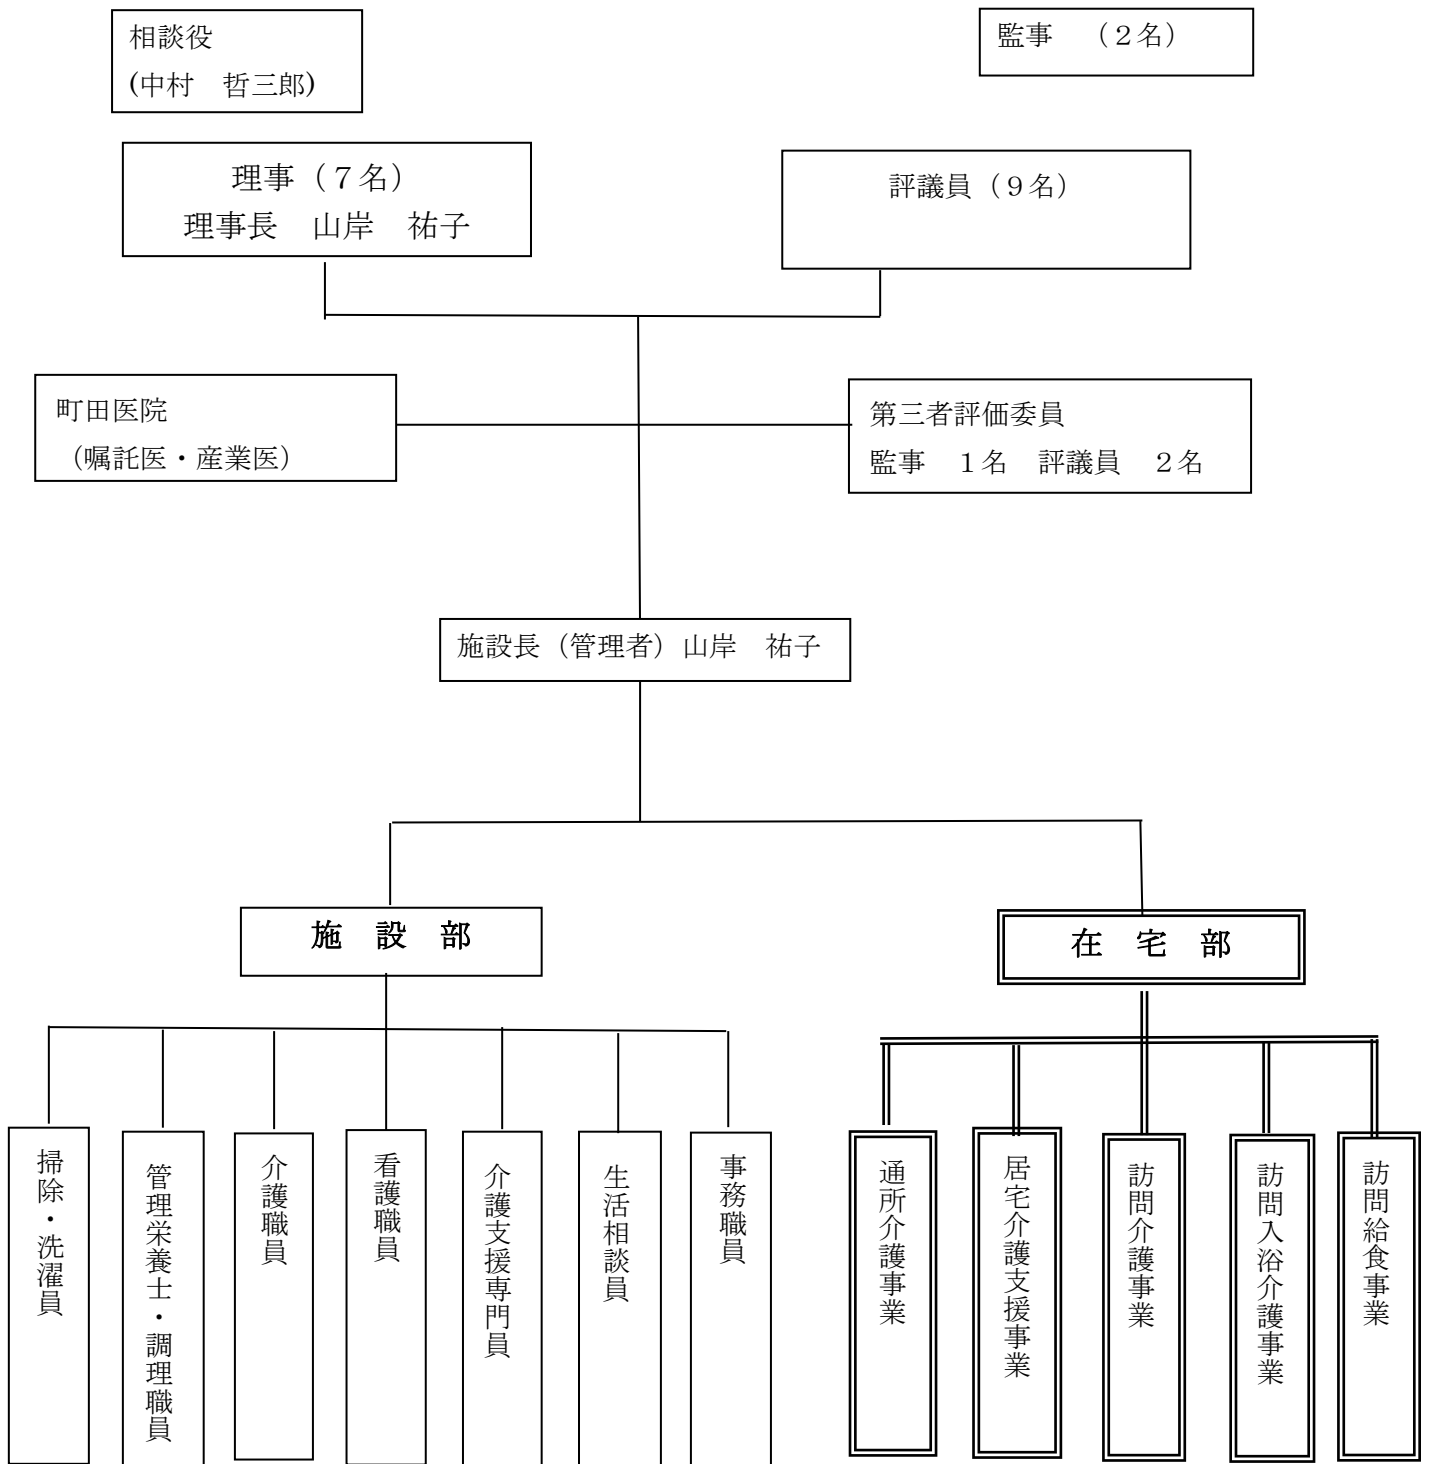 相談役
(中村　哲三郎)
監事　（２名）
理事（７名）
理事長　山岸　祐子
評議員（９名）
町田医院
（嘱託医・産業医）
第三者評価委員
監事　１名　評議員　２名
施設長（管理者）山岸　祐子
施　設　部
在　宅　部
掃除・洗濯員
管理栄養士・調理職員
介護職員
看護職員
介護支援専門員
生活相談員
事務職員
通所介護事業
居宅介護支援事業
訪問介護事業
訪問入浴介護事業
訪問給食事業